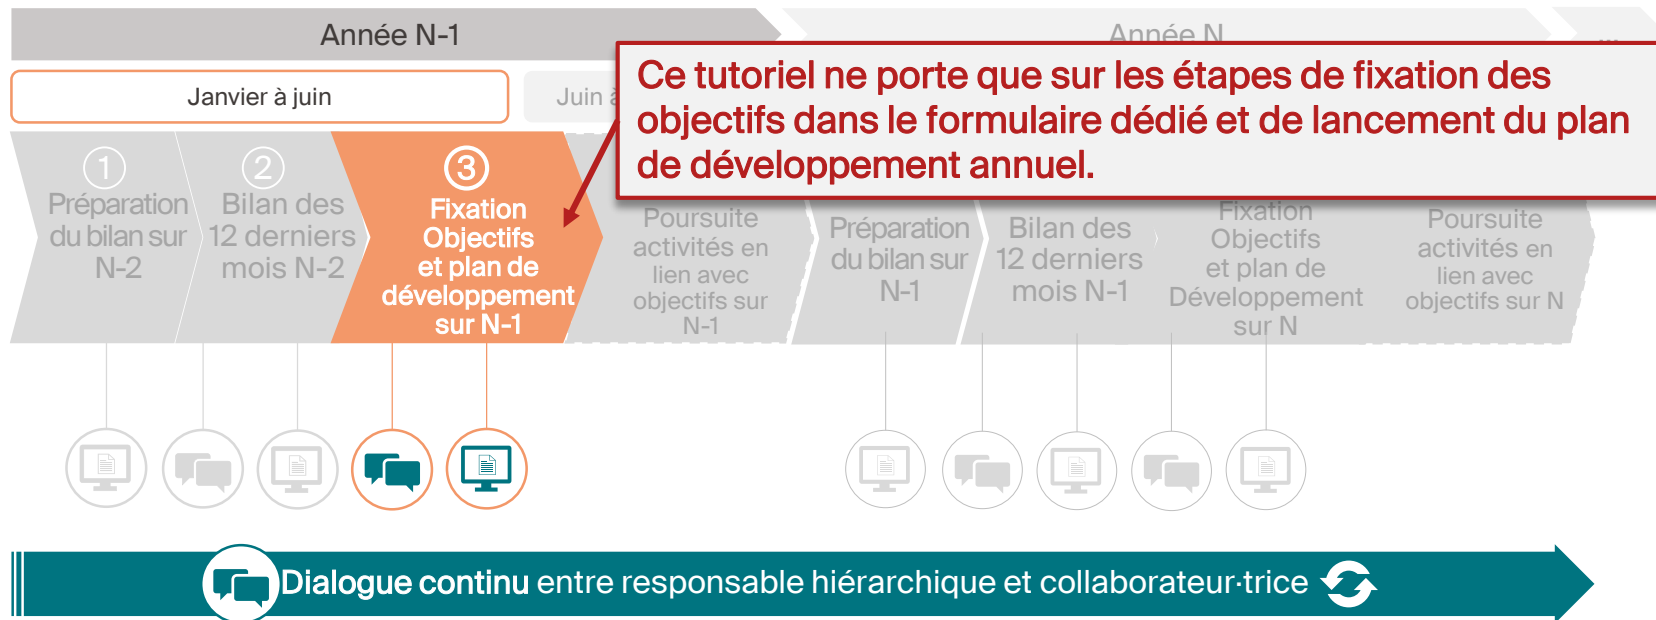 Année N-1
Année N
...
Janvier à juin
Juin à
Ce tutoriel ne porte que sur les étapes de fixation des
objectifs dans le formulaire dédié et de lancement du plan
de développement annuel.
1
Préparation
du bilan sur
N-2
2
Bilan des
12 derniers
mois N-2
3
Fixation
Objectifs
et plan de
développement
sur N-1
Poursuite
activités en
lien avec
objectifs sur
N-1
Préparation
du bilan sur
N-1
Bilan des
12 derniers
mois N-1
Fixation
Objectifs
et plan de
Développement
sur N
Poursuite
activités en
lien avec
objectifs sur N
Dialogue continu entre responsable hiérarchique et collaborateur·trice